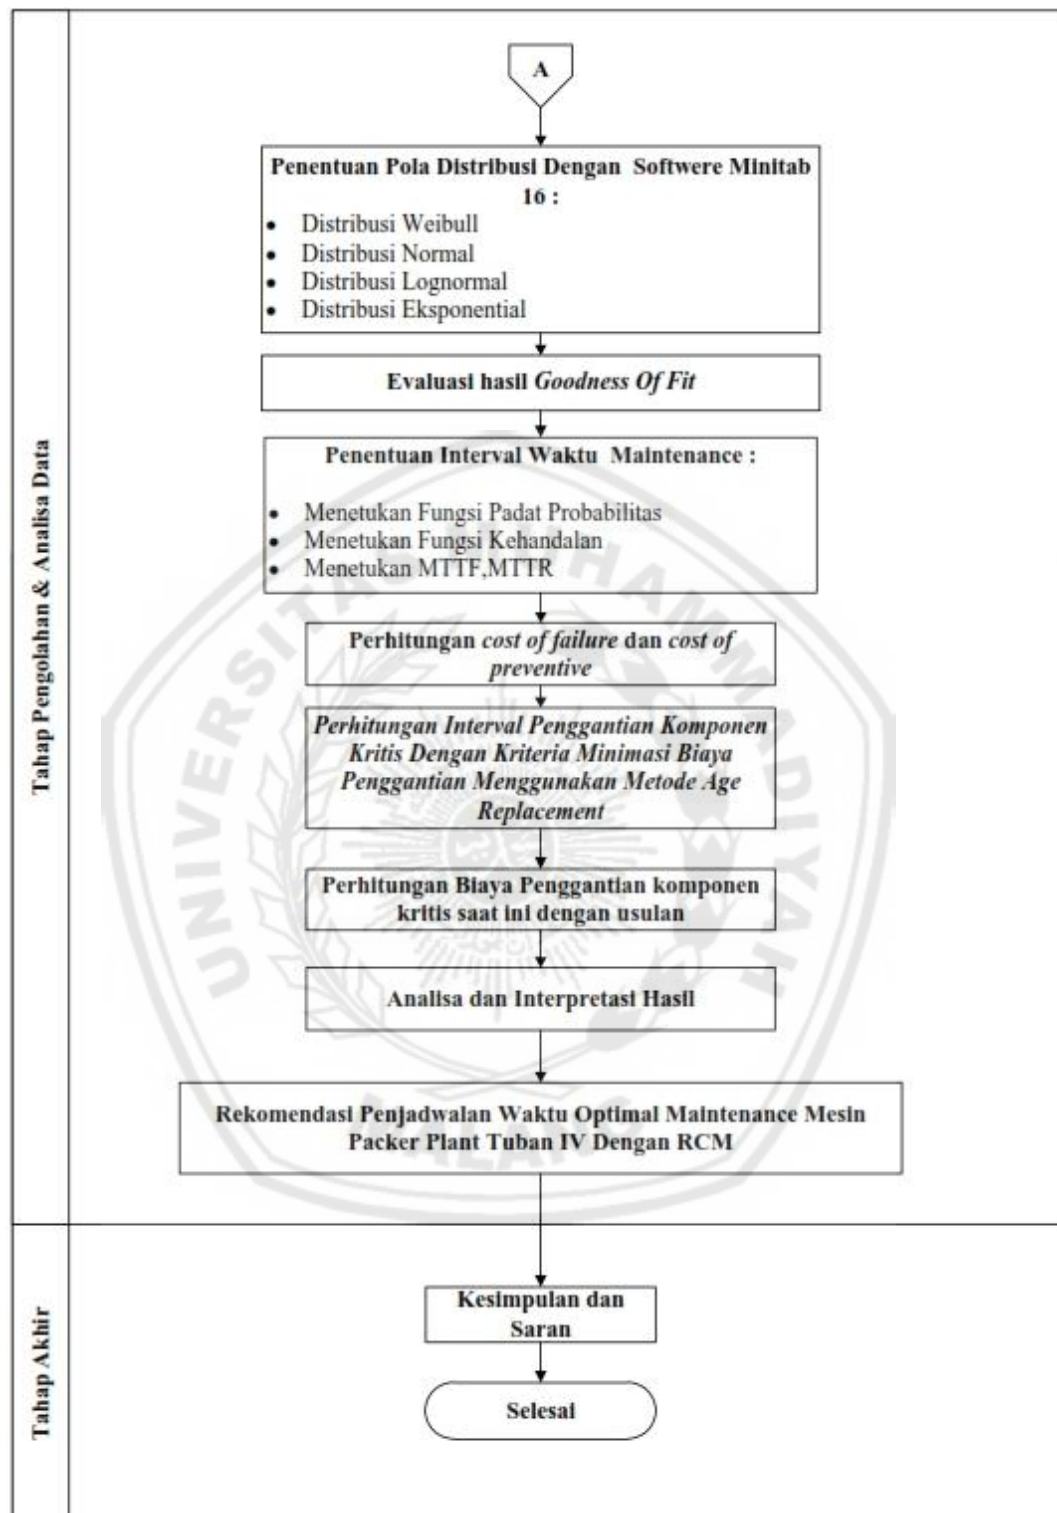 A
Penentuan Pola Distribusi Dengan Softwere Minitab
16 :
• Distribusi Weibull
• Distribusi Normal
• Distribusi Lognormal
• Distribusi Eksponential
Evaluasi hasil Goodness Of Fit
Penentuan Interval Waktu Maintenance :
• Menetukan Fungsi Padat Probabilitas
• Menetukan Fungsi Kehandalan
• Menetukan MTTF,MTTR
Perhitungan cost of failure dan cost of
preventive
Perhitungan Interval Penggantian Komponen
Kritis Dengan Kriteria Minimasi Biaya
Penggantian Menggunakan Metode Age
Replacement
Perhitungan Biaya Penggantian komponen
kritis saat ini dengan usulan
Analisa dan Interpretasi Hasil
Rekomendasi Penjadwalan Waktu Optimal Maintenance Mesin
Packer Plant Tuban IV Dengan RCM
Tahap Pengolahan & Analisa Data
Kesimpulan dan
Saran
Selesai
Tahap Akhir
UNIVERSITAS MUHAMMADIYAH
MALANG